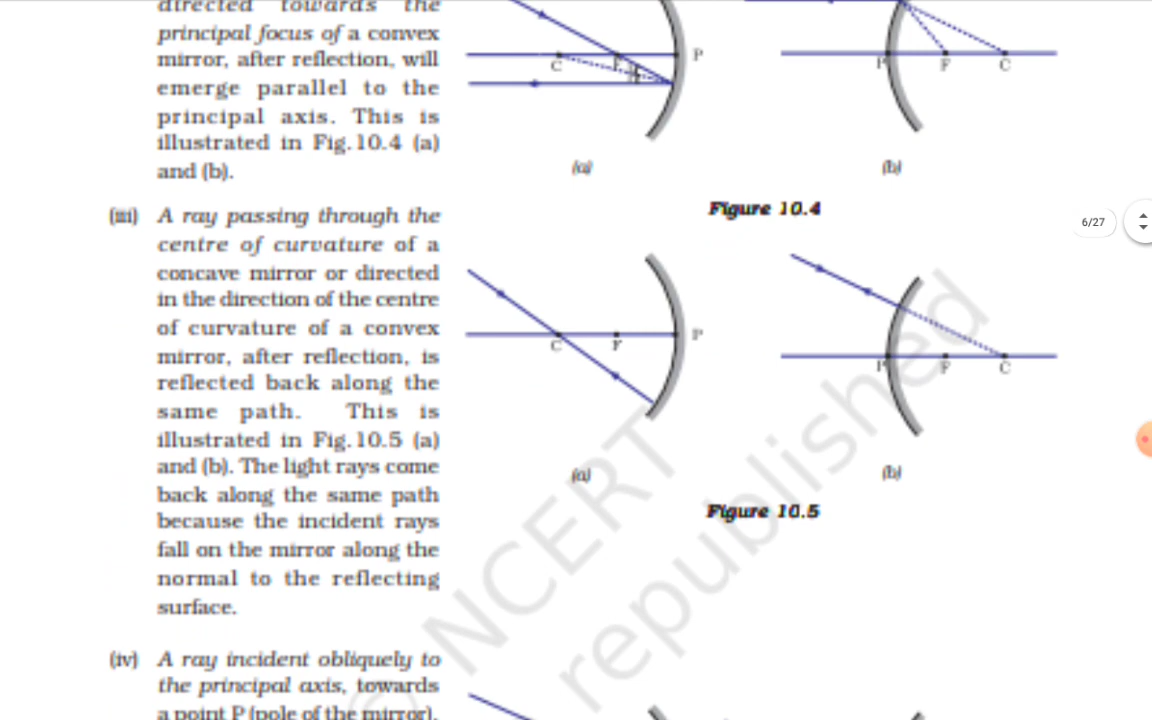 directed towards the
principal focus of a convex
mirror, after reflection, will
emerge parallel to the
principal axis. This is
illustrated in Fig.10.4 (a)
and (b).
C
F
P
P
F
C
(a)
(b)
Figure 10.4
6/27
(iii) A ray passing through the
centre of curvature of a
concave mirror or directed
in the direction of the centre
of curvature of a convex
mirror, after reflection, is
reflected back along the
same path. This is
illustrated in Fig.10.5 (a)
and (b). The light rays come
back along the same path
because the incident rays
fall on the mirror along the
normal to the reflecting
surface.
C
F
P
P
F
C
(a)
(b)
Figure 10.5
(iv) A ray incident obliquely to
the principal axis, towards
a point P (pole of the mirror),
© NCERT
republished